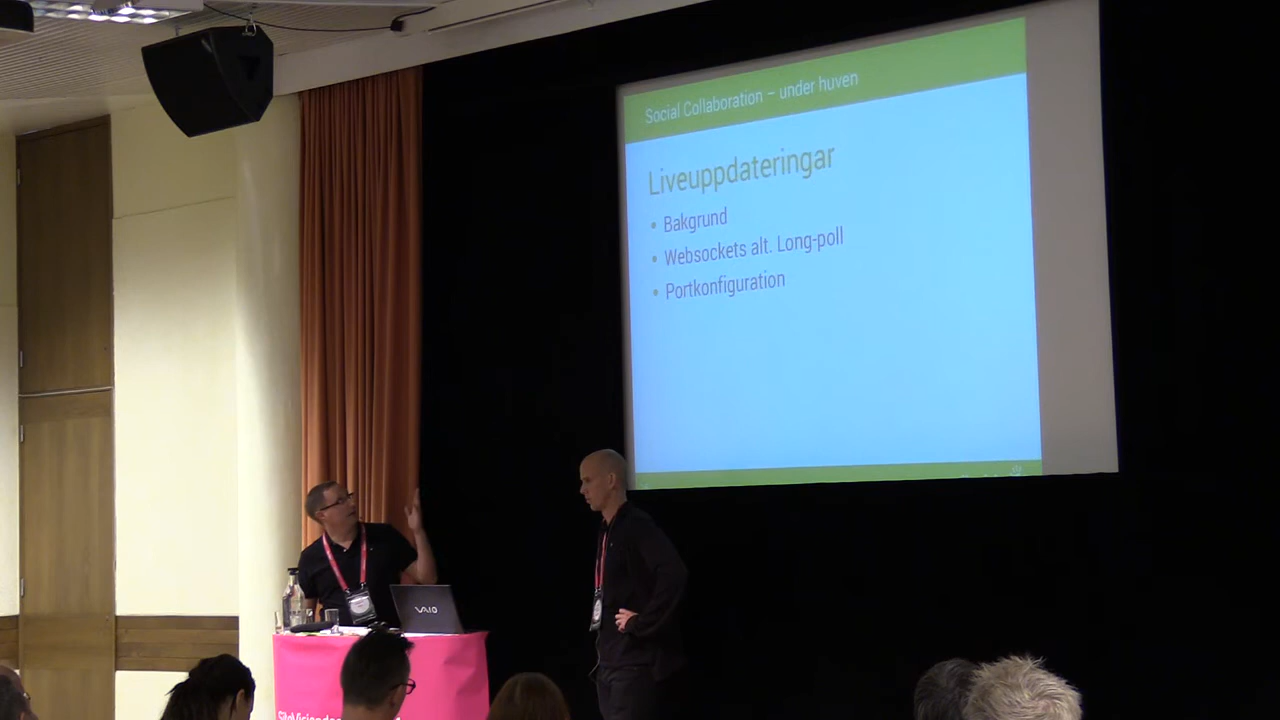 Social Collaboration – under huven
Liveuppdateringar
• Bakgrund
• Websockets alt. Long-poll
• Portkonfiguration
VAIO